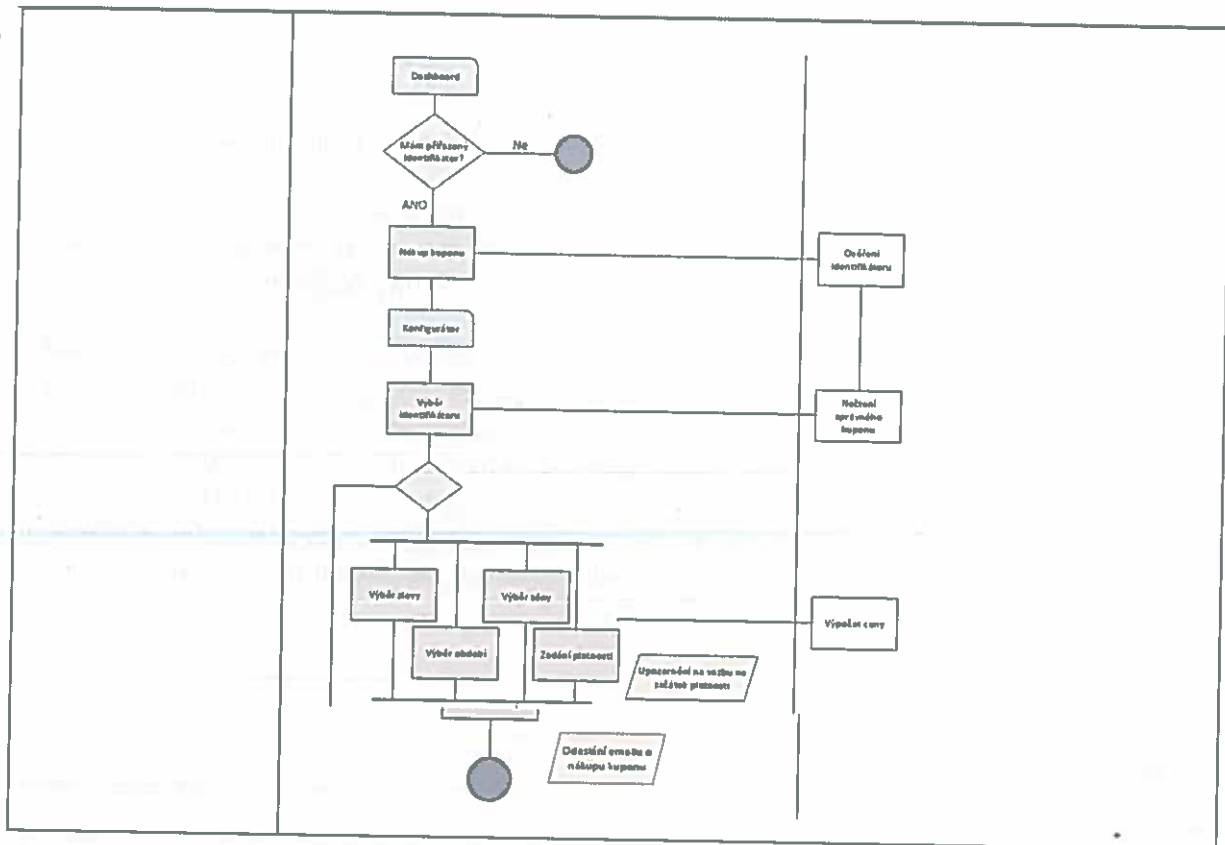 Dashboard
Mám přiřazený
identifikátor?
Ne
ANO
Nákup kuponu
Ověření
identifikátoru
Konfigurátor
Výběr
identifikátoru
Načtení
správného
kuponu
Výběr slevy
Výběr zóny
Výběr období
Zadání platnosti
Výpočet ceny
Upozornění na vazbu na
začátek platnosti
Odeslání emailu o
nákupu kuponu